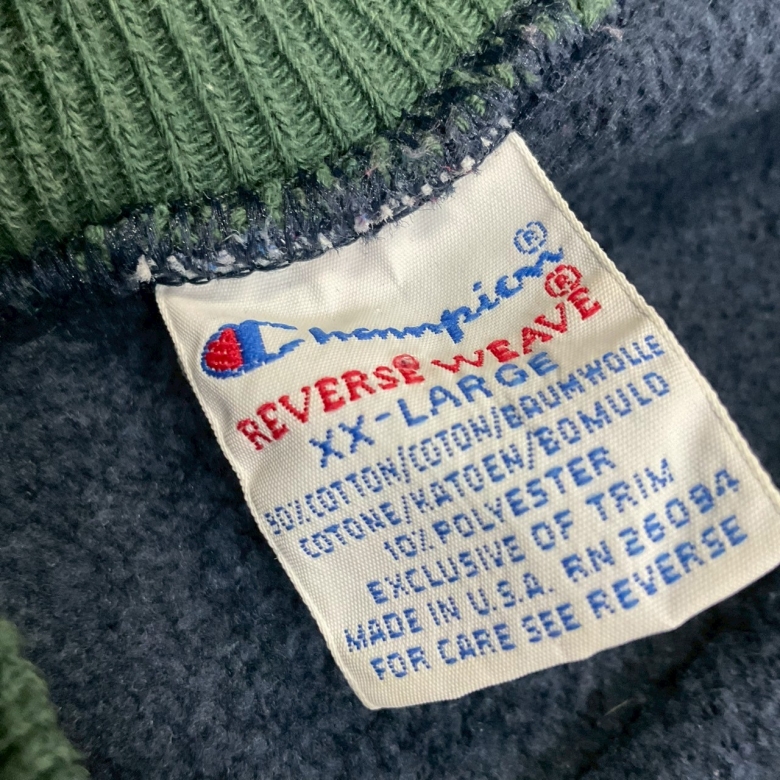 Champion®
REVERSE WEAVE®
XX-LARGE
90% COTTON/COTON/BAUMWOLLE
COTONE/KATOEN/BOMULD
10% POLYESTER
EXCLUSIVE OF TRIM
MADE IN U.S.A. RN 26094
FOR CARE SEE REVERSE